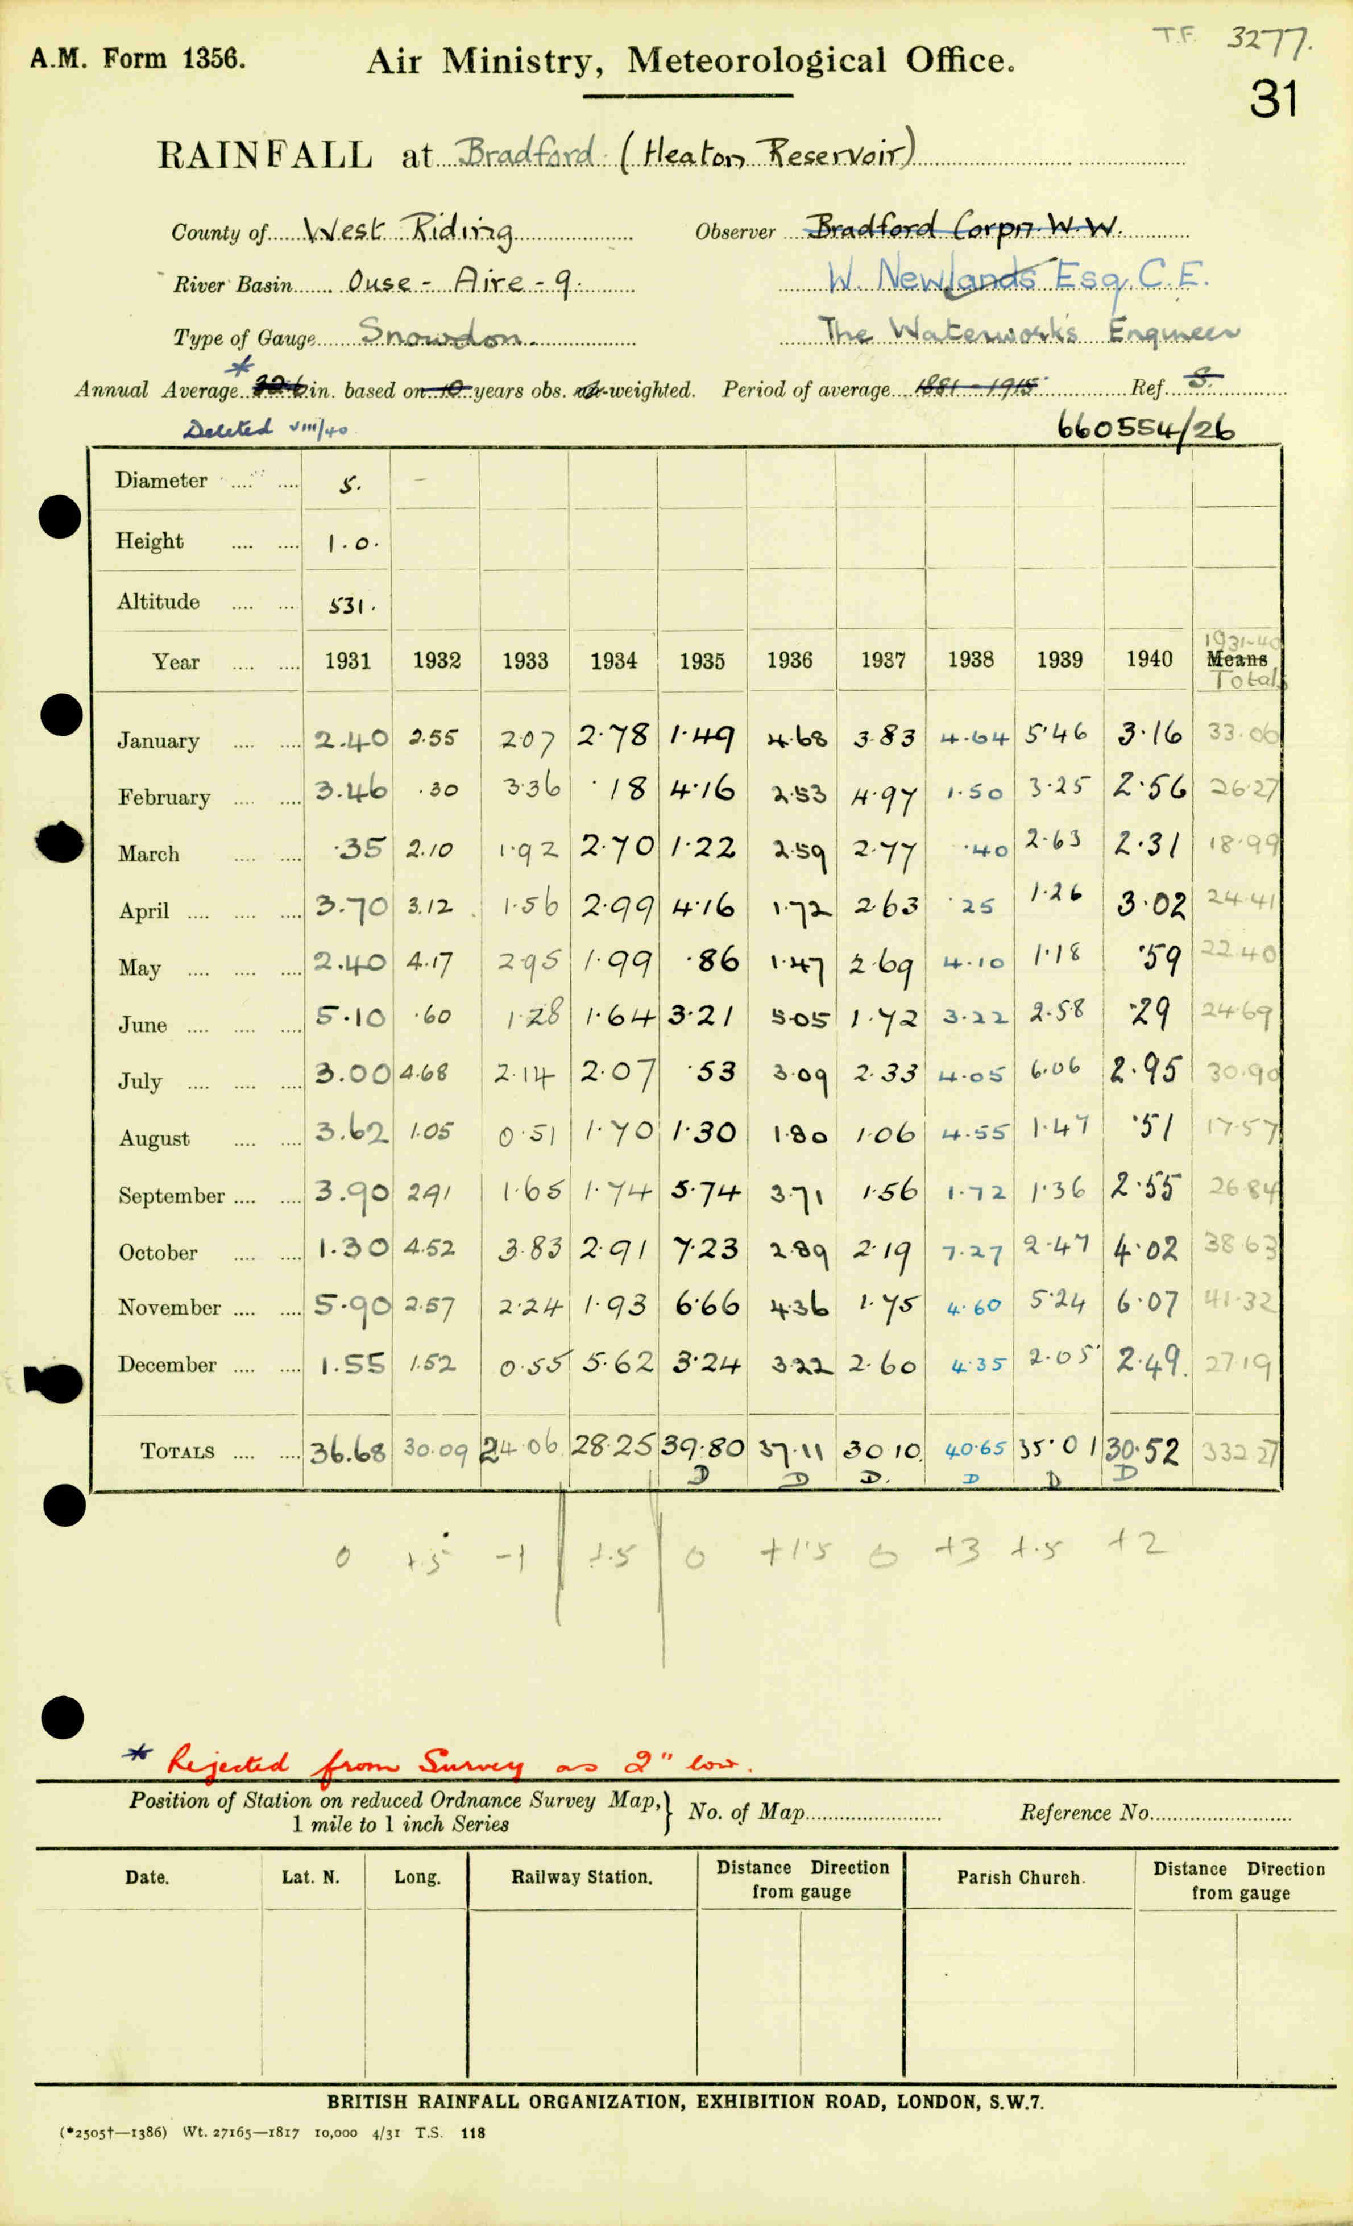 T.F. 3277.
A.M. Form 1356. Air Ministry, Meteorological Office.
31
RAINFALL at Bradford (Heaton Reservoir)
County of West Riding Observer Bradford Corpn W.W.
River Basin Ouse - Aire - 9. W. Newlands Esq. C.E.
Type of Gauge Snowdon. The Waterworks Engineer
Annual Average * in. based on 10 years obs. weighted. Period of average 1881 - 1915 Ref. S.
Deleted VIII/40 660554/26
Diameter 5. -
Height 1.0.
Altitude 531.
1931-40
Year 1931 1932 1933 1934 1935 1936 1937 1938 1939 1940 Means
Totals
January 2.40 2.55 2.07 2.78 1.49 4.68 3.83 4.64 5.46 3.16 33.06
February 3.46 .30 3.36 .18 4.16 2.53 4.97 1.50 3.25 2.56 26.27
March .35 2.10 1.92 2.70 1.22 2.59 2.77 .40 2.63 2.31 18.99
April 3.70 3.12 1.56 2.99 4.16 1.72 2.63 .25 1.26 3.02 24.41
May 2.40 4.17 2.95 1.99 .86 1.47 2.69 4.10 1.18 .59 22.40
June 5.10 .60 1.28 1.64 3.21 5.05 1.72 3.22 2.58 .29 24.69
July 3.00 4.68 2.14 2.07 .53 3.09 2.33 4.05 6.06 2.95 30.90
August 3.62 1.05 0.51 1.70 1.30 1.80 1.06 4.55 1.47 .51 17.57
September 3.90 2.91 1.65 1.74 5.74 3.71 1.56 1.72 1.36 2.55 26.84
October 1.30 4.52 3.83 2.91 7.23 2.89 2.19 7.27 2.47 4.02 38.63
November 5.90 2.57 2.24 1.93 6.66 4.36 1.75 4.60 5.24 6.07 41.32
December 1.55 1.52 0.55 5.62 3.24 3.22 2.60 4.35 2.05 2.49 27.19
TOTALS 36.68 30.09 24.06 28.25 39.80 37.11 30.10 40.65 35.01 30.52 332.27
D D D. D D D
0 +.5 -1 +.5 0 +1.5 0 +3 +.5 +2
* Rejected from Survey as 2" low.
Position of Station on reduced Ordnance Survey Map,} No. of Map Reference No.
1 mile to 1 inch Series
Date. Lat. N. Long. Railway Station. Distance Direction from gauge Parish Church. Distance Direction from gauge
BRITISH RAINFALL ORGANIZATION, EXHIBITION ROAD, LONDON, S.W.7.
(*2505†—1386) Wt. 27165—1817 10,000 4/31 T.S. 118